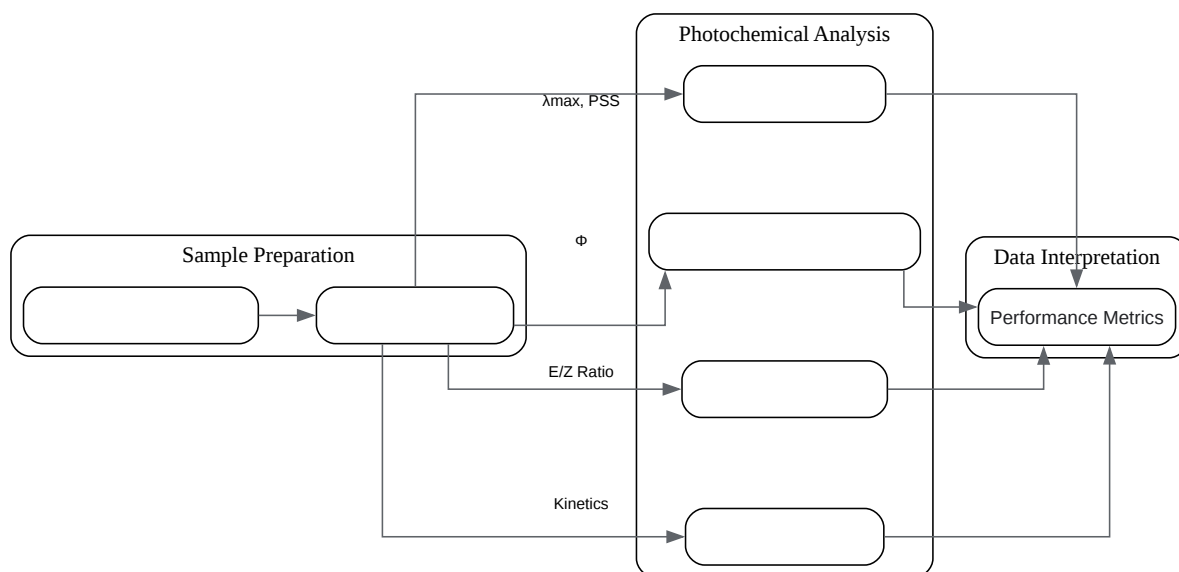 Photochemical Analysis
λmax, PSS
Φ
Sample Preparation
Data Interpretation
Performance Metrics
E/Z Ratio
Kinetics